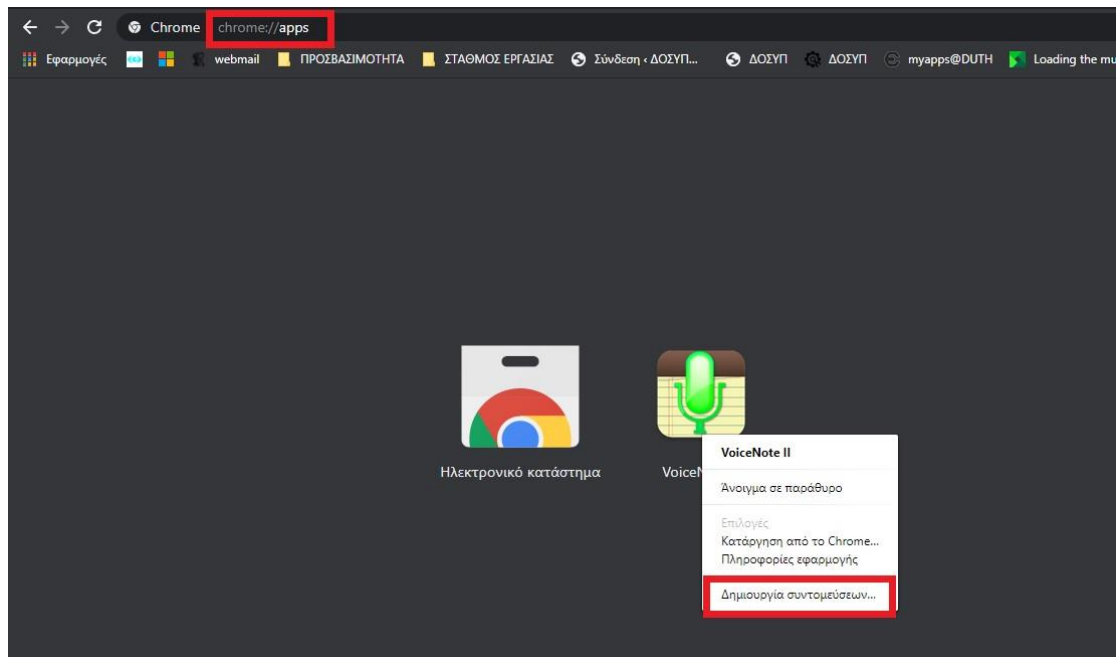 Chrome chrome://apps
Εφαρμογές webmail ΠΡΟΣΒΑΣΙΜΟΤΗΤΑ ΣΤΑΘΜΟΣ ΕΡΓΑΣΙΑΣ Σύνδεση ‹ ΔΟΣΥΠ... ΔΟΣΥΠ ΔΟΣΥΠ myapps@DUTH Loading the mu
Ηλεκτρονικό κατάστημα
VoiceN
VoiceNote II
Άνοιγμα σε παράθυρο
Επιλογές
Κατάργηση από το Chrome...
Πληροφορίες εφαρμογής
Δημιουργία συντομεύσεων...